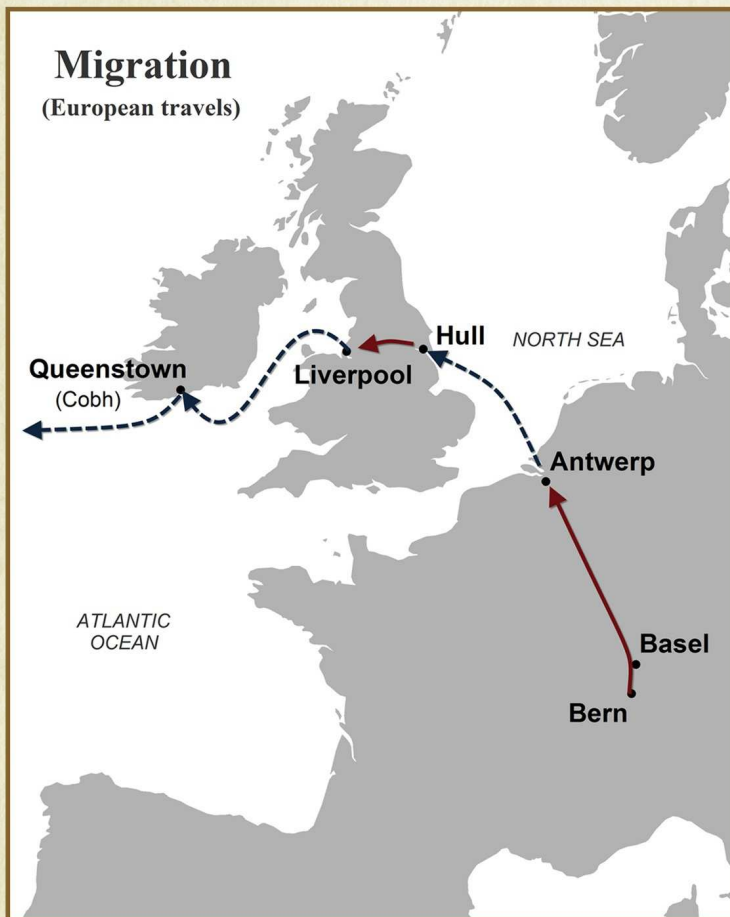 Migration
(European travels)
Hull
NORTH SEA
Queenstown
(Cobh)
Liverpool
Antwerp
ATLANTIC
OCEAN
Basel
Bern